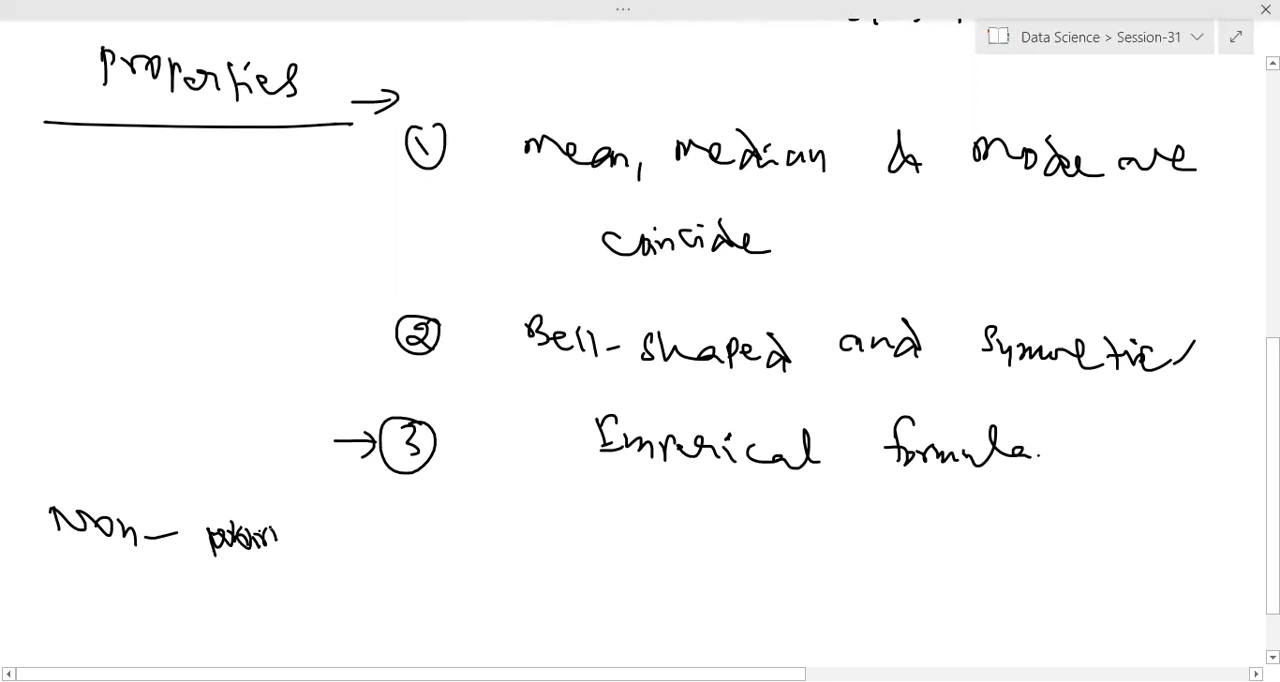 Data Science > Session-31
Properties →
① Mean, Median & Mode are
coincide
② Bell-shaped and Symmetric
→ ③ Emperical formula.
Non-